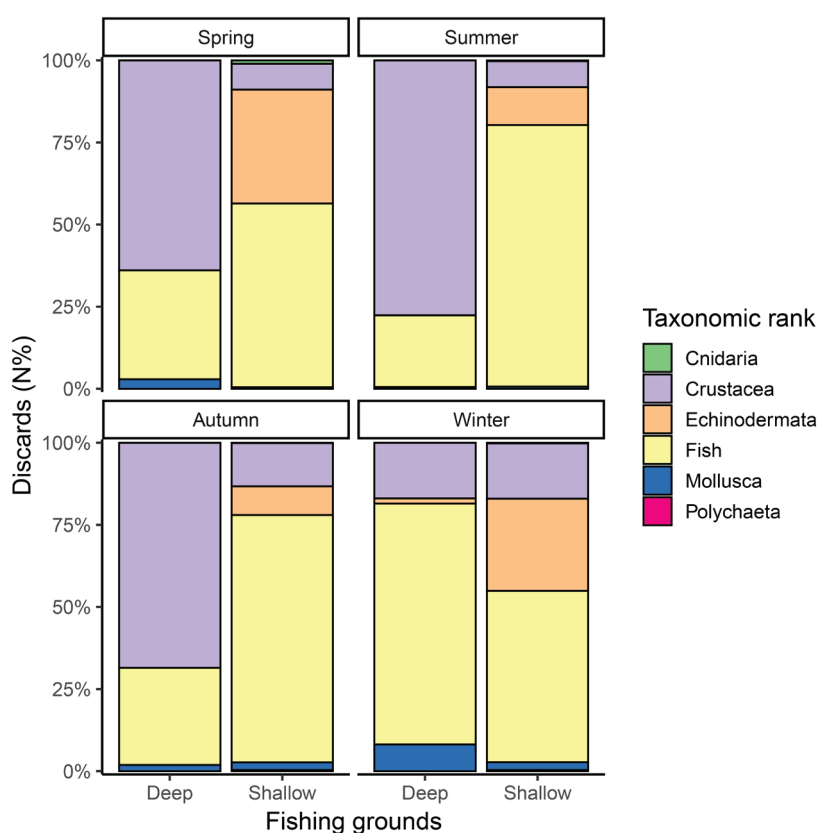 Spring
Summer
100%
75%
50%
25%
0%
Autumn
Winter
100%
75%
50%
25%
0%
Deep
Shallow
Deep
Shallow
Fishing grounds
Discards (N%)
Taxonomic rank
Cnidaria
Crustacea
Echinodermata
Fish
Mollusca
Polychaeta